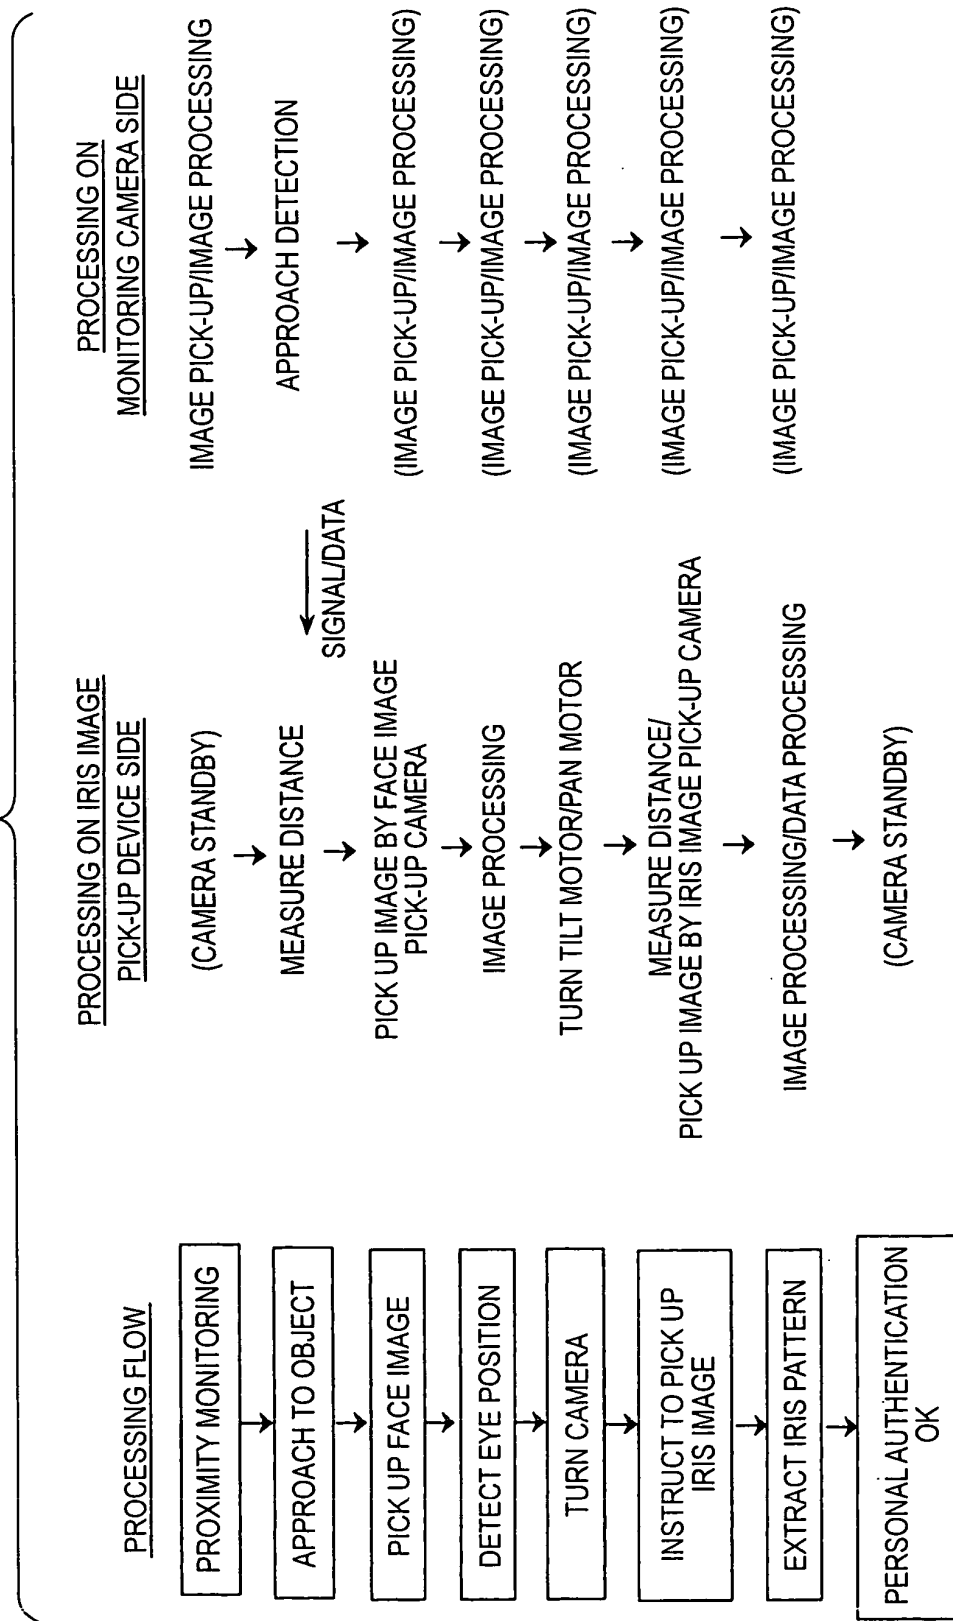 PROCESSING FLOW
PROXIMITY MONITORING
APPROACH TO OBJECT
PICK UP FACE IMAGE
DETECT EYE POSITION
TURN CAMERA
INSTRUCT TO PICK UP
IRIS IMAGE
EXTRACT IRIS PATTERN
PERSONAL AUTHENTICATION
OK
PROCESSING ON IRIS IMAGE
PICK-UP DEVICE SIDE
(CAMERA STANDBY)
MEASURE DISTANCE
PICK UP IMAGE BY FACE IMAGE
PICK-UP CAMERA
IMAGE PROCESSING
TURN TILT MOTOR/PAN MOTOR
MEASURE DISTANCE/
PICK UP IMAGE BY IRIS IMAGE PICK-UP CAMERA
IMAGE PROCESSING/DATA PROCESSING
(CAMERA STANDBY)
SIGNAL/DATA
PROCESSING ON
MONITORING CAMERA SIDE
IMAGE PICK-UP/IMAGE PROCESSING
APPROACH DETECTION
(IMAGE PICK-UP/IMAGE PROCESSING)
(IMAGE PICK-UP/IMAGE PROCESSING)
(IMAGE PICK-UP/IMAGE PROCESSING)
(IMAGE PICK-UP/IMAGE PROCESSING)
(IMAGE PICK-UP/IMAGE PROCESSING)